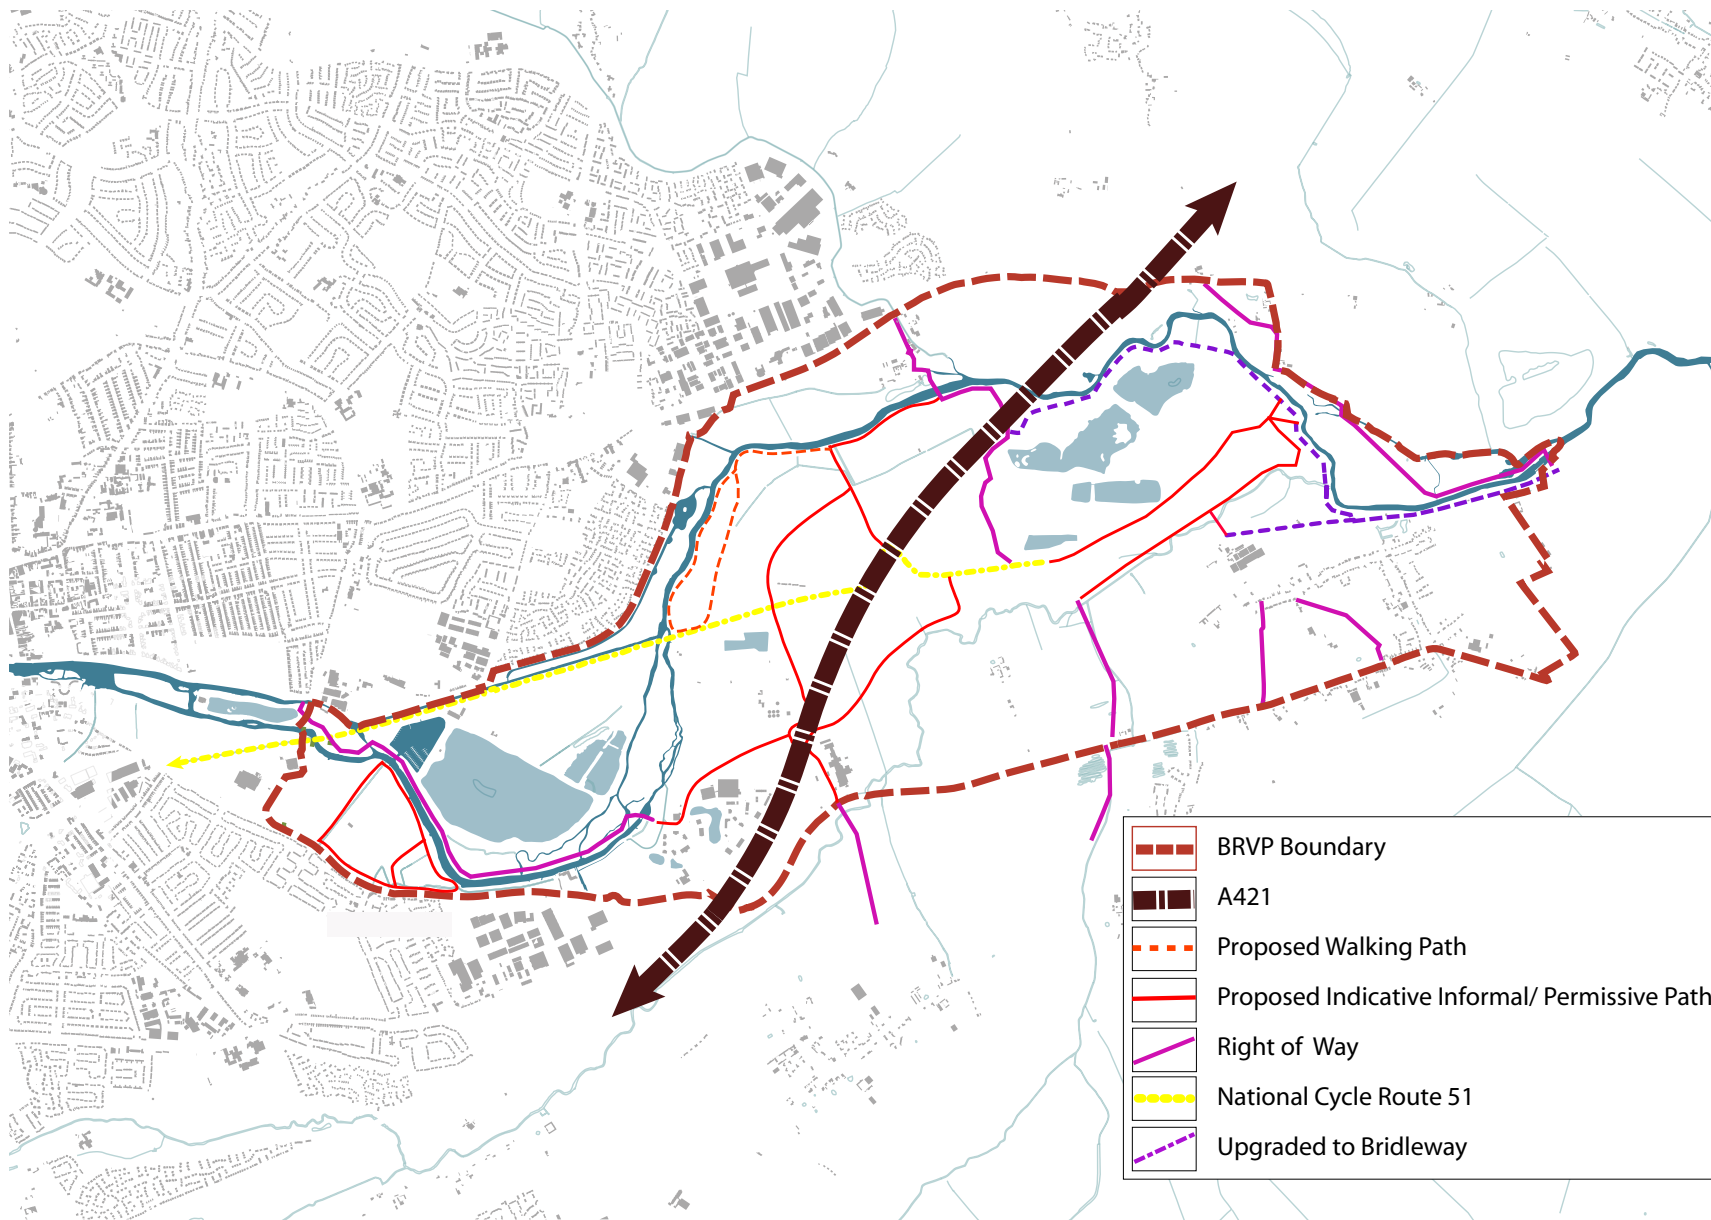 BRVP Boundary
A421
Proposed Walking Path
Proposed Indicative Informal/ Permissive Path
Right of Way
National Cycle Route 51
Upgraded to Bridleway